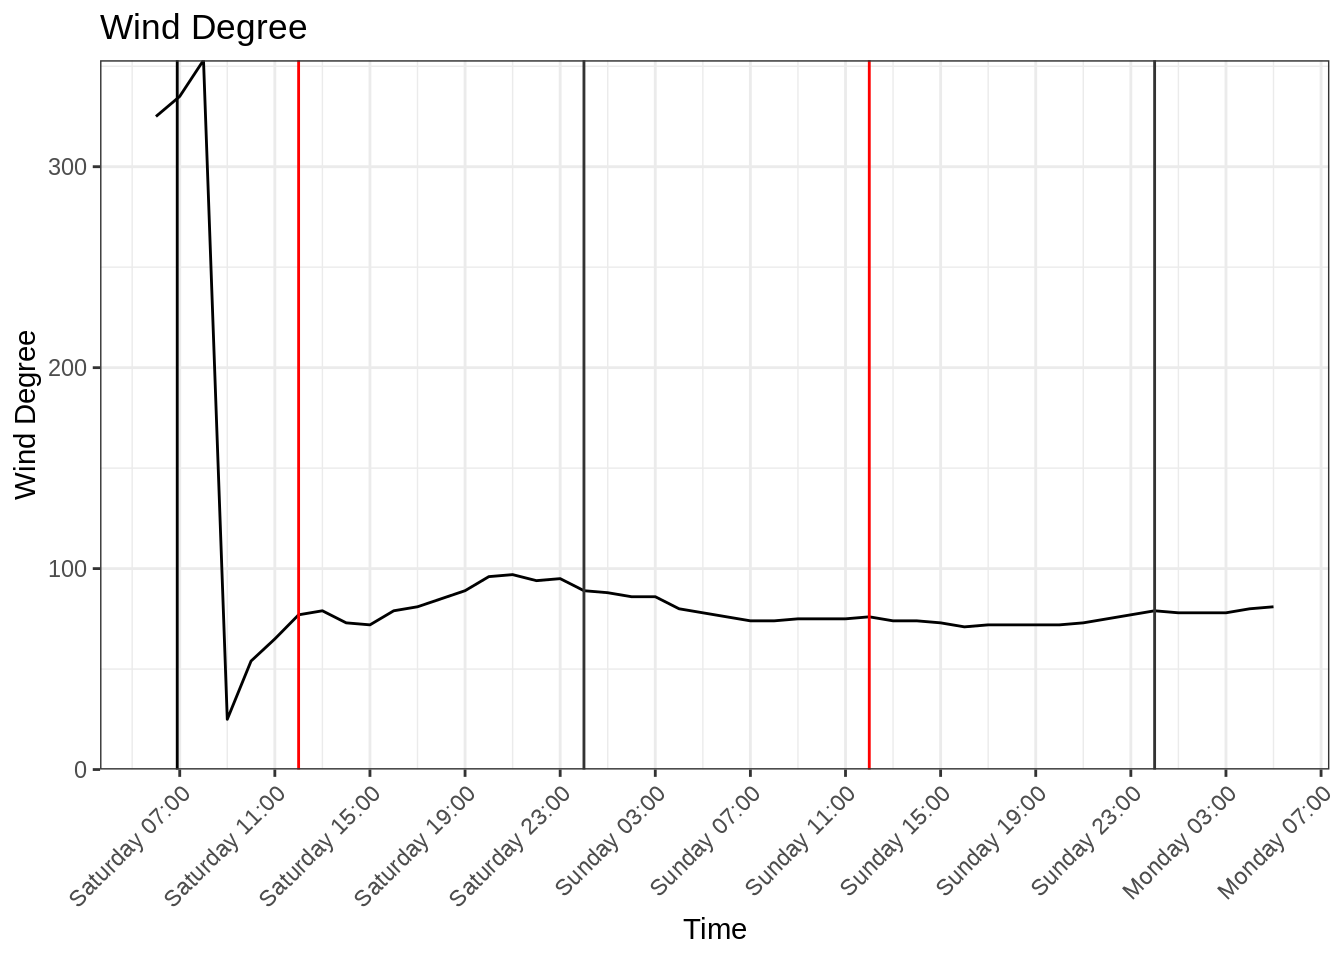 Wind Degree
Wind Degree
300
200
100
0
Saturday 07:00
Saturday 11:00
Saturday 15:00
Saturday 19:00
Saturday 23:00
Sunday 03:00
Sunday 07:00
Sunday 11:00
Sunday 15:00
Sunday 19:00
Sunday 23:00
Monday 03:00
Monday 07:00
Time